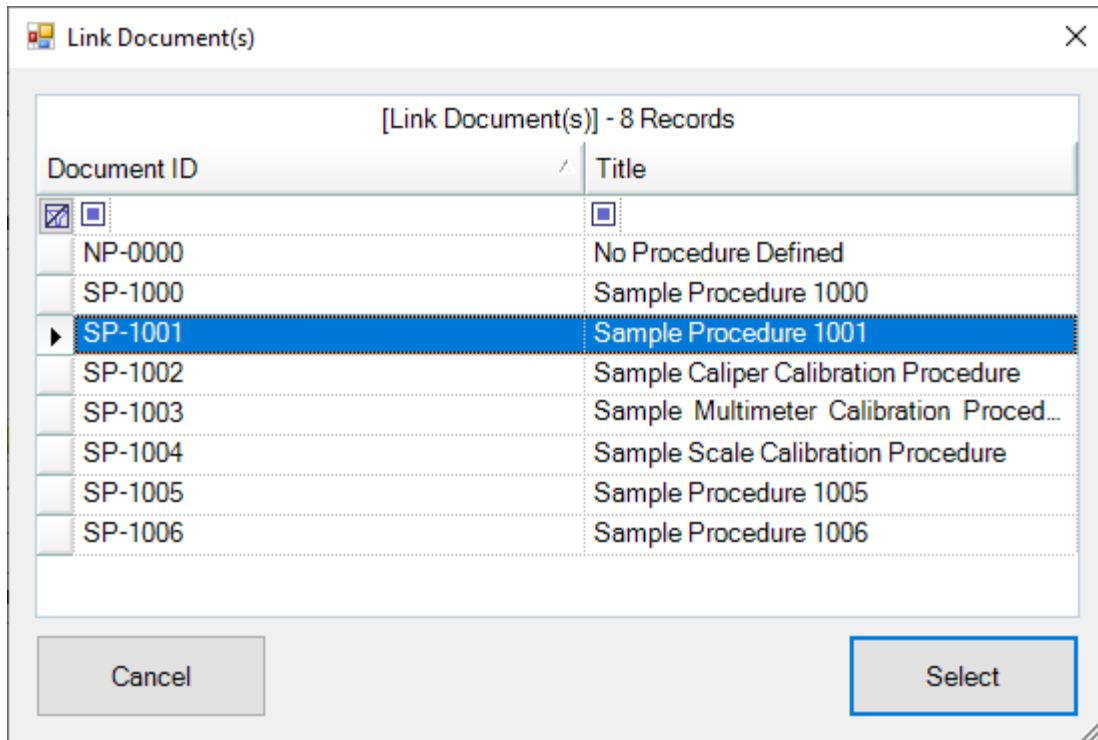 Link Document(s)
[Link Document(s)] - 8 Records
Document ID Title
NP-0000 No Procedure Defined
SP-1000 Sample Procedure 1000
SP-1001 Sample Procedure 1001
SP-1002 Sample Caliper Calibration Procedure
SP-1003 Sample Multimeter Calibration Proced...
SP-1004 Sample Scale Calibration Procedure
SP-1005 Sample Procedure 1005
SP-1006 Sample Procedure 1006
Cancel Select